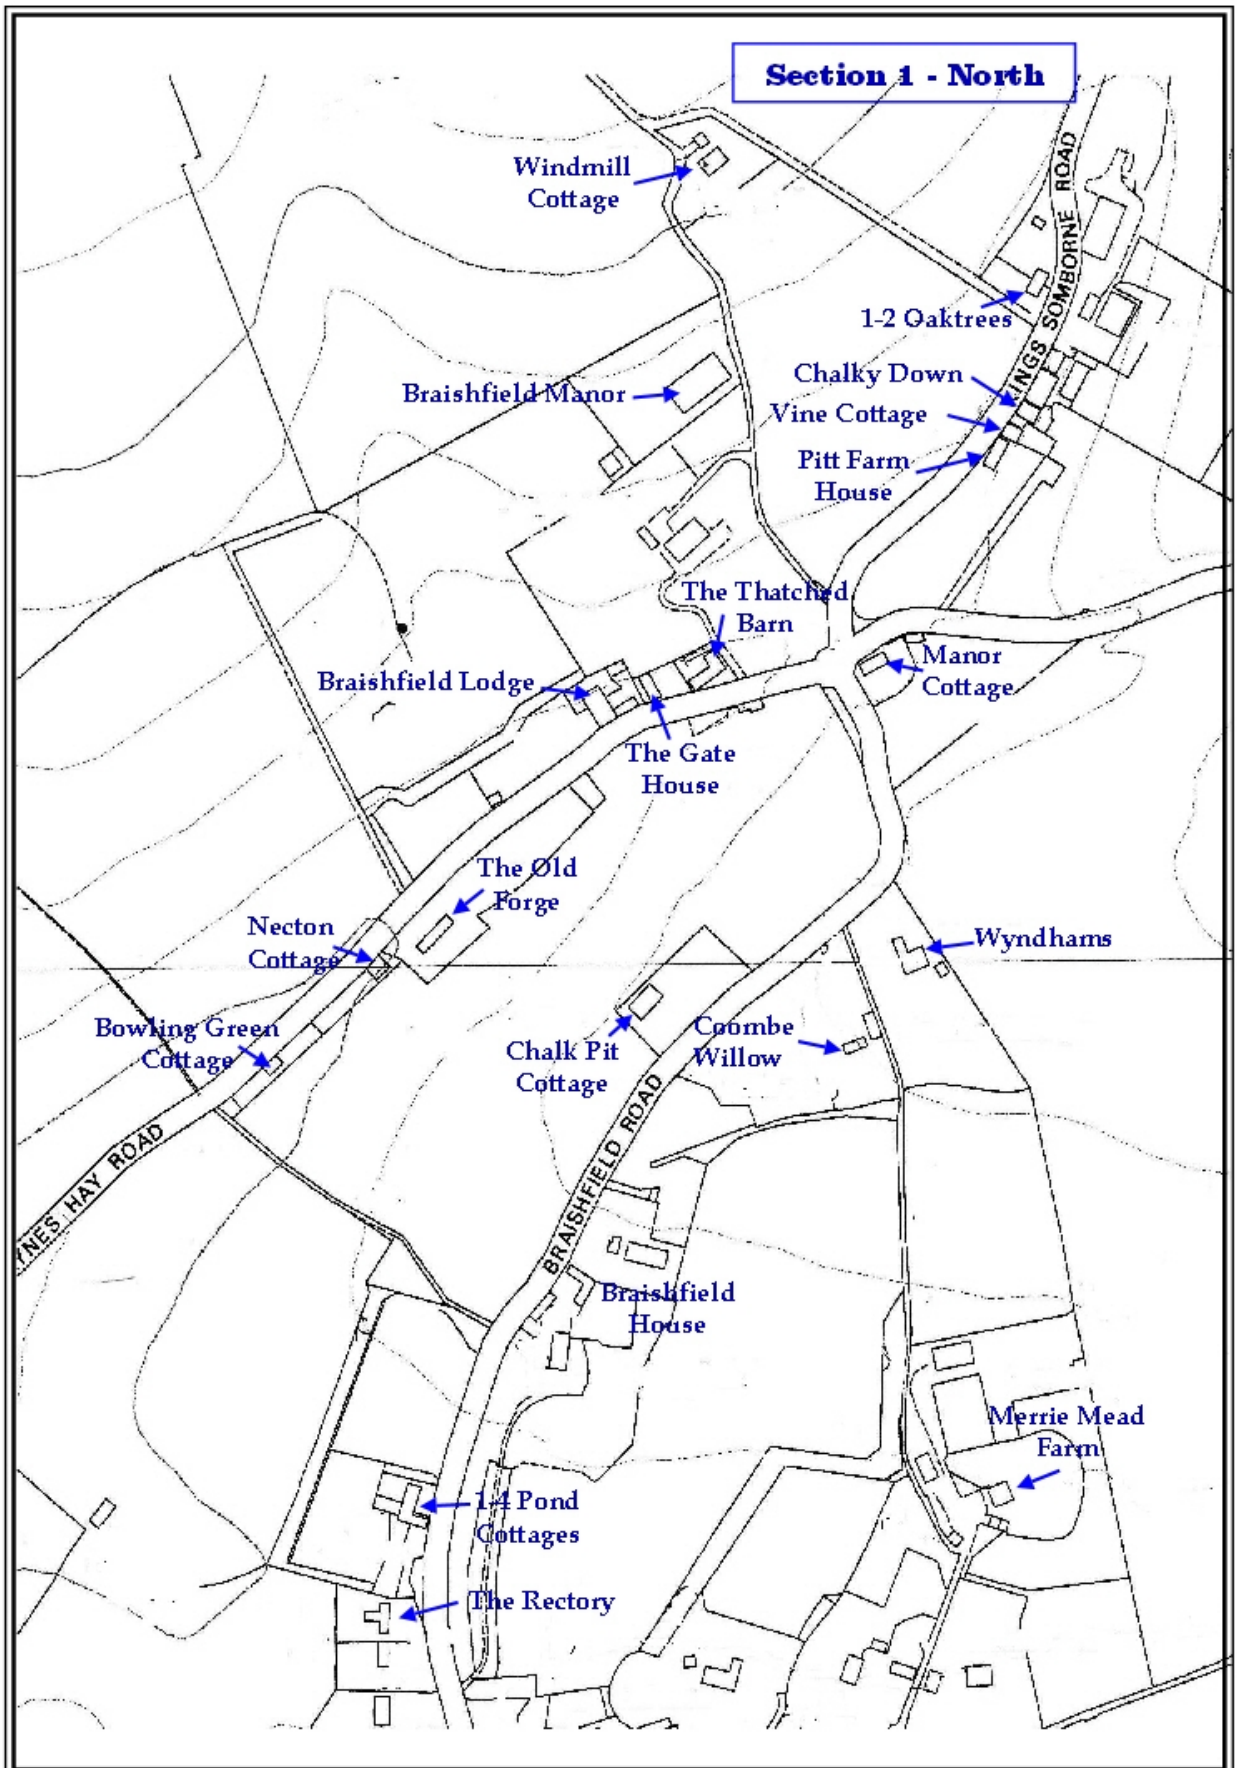 Section 1 - North
Windmill
Cottage
ROAD
KINGS SOMBORNE
1-2 Oaktrees
Chalky Down
Braishfield Manor
Vine Cottage
Pitt Farm
House
The Thatched
Barn
Manor
Cottage
Braishfield Lodge
The Gate
House
The Old
Forge
Necton
Cottage
Wyndhams
Bowling Green
Cottage
Coombe
Willow
Chalk Pit
Cottage
BRAISHFIELD ROAD
YNES HAY ROAD
Braishfield
House
Merrie Mead
Farm
1-4 Pond
Cottages
The Rectory